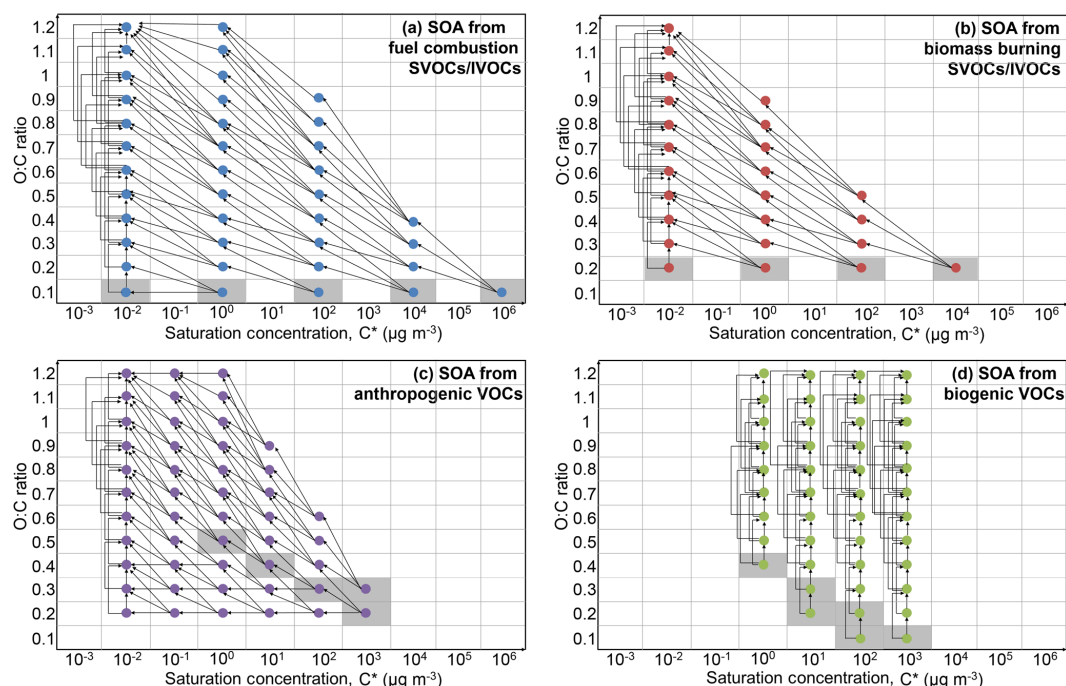 (a) SOA from
fuel combustion
SVOCs/IVOCs
O:C ratio
1.2
1.1
1
0.9
0.8
0.7
0.6
0.5
0.4
0.3
0.2
0.1
10-3 10-2 10-1 100 101 102 103 104 105 106
Saturation concentration, C* (µg m-3)
(b) SOA from
biomass burning
SVOCs/IVOCs
O:C ratio
1.2
1.1
1
0.9
0.8
0.7
0.6
0.5
0.4
0.3
0.2
0.1
10-3 10-2 10-1 100 101 102 103 104 105 106
Saturation concentration, C* (µg m-3)
(c) SOA from
anthropogenic VOCs
O:C ratio
1.2
1.1
1
0.9
0.8
0.7
0.6
0.5
0.4
0.3
0.2
0.1
10-3 10-2 10-1 100 101 102 103 104 105 106
Saturation concentration, C* (µg m-3)
(d) SOA from
biogenic VOCs
O:C ratio
1.2
1.1
1
0.9
0.8
0.7
0.6
0.5
0.4
0.3
0.2
0.1
10-3 10-2 10-1 100 101 102 103 104 105 106
Saturation concentration, C* (µg m-3)